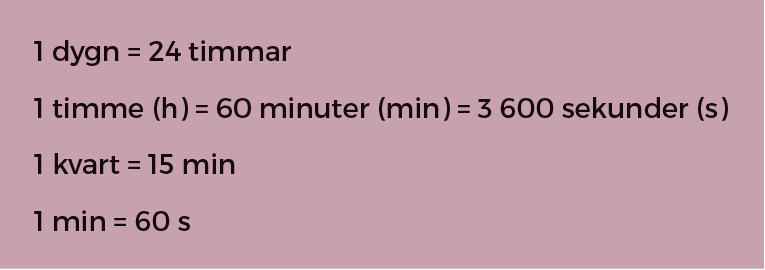 1 dygn = 24 timmar
1 timme (h) = 60 minuter (min) = 3 600 sekunder (s)
1 kvart = 15 min
1 min = 60 s